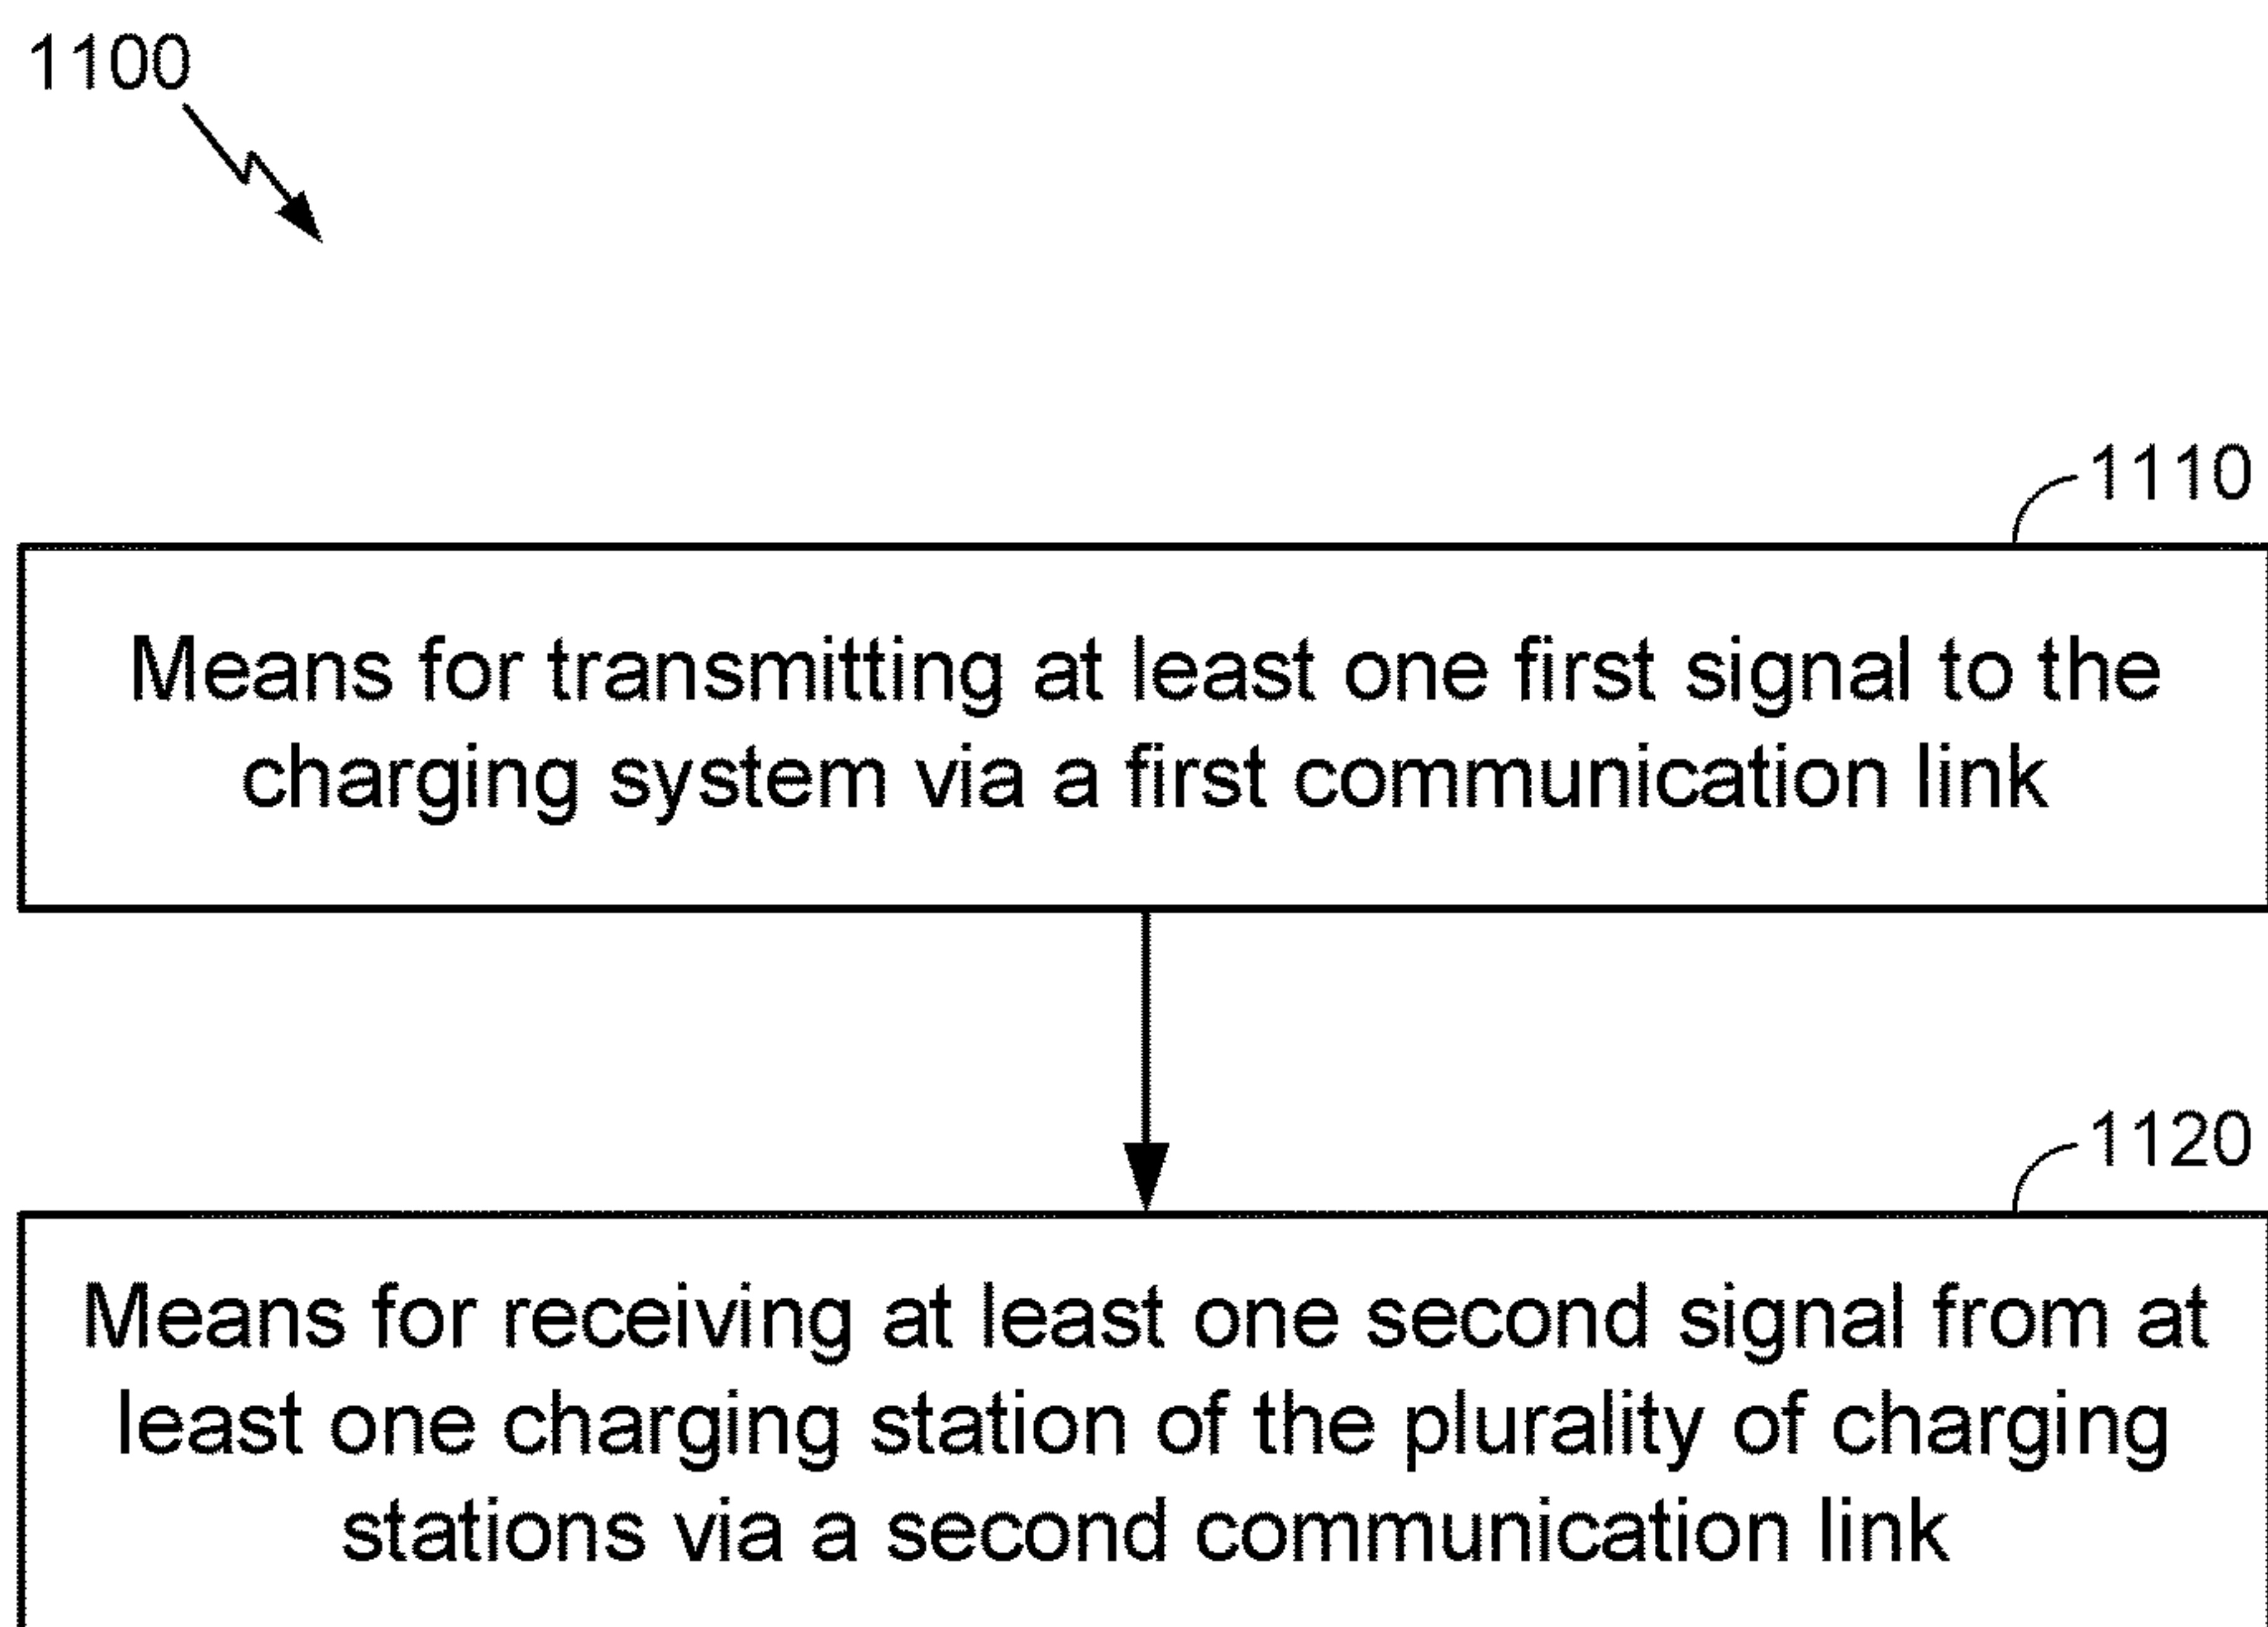 1100
1110
Means for transmitting at least one first signal to the
charging system via a first communication link
1120
Means for receiving at least one second signal from at
least one charging station of the plurality of charging
stations via a second communication link